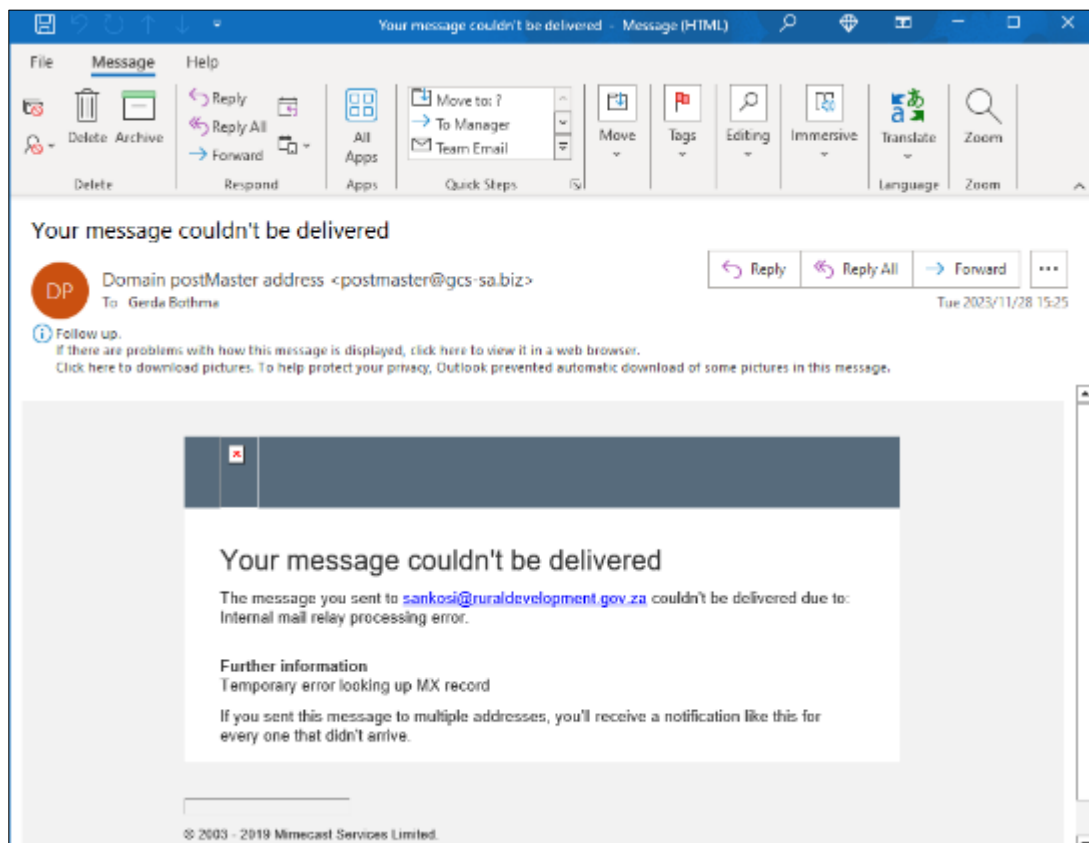 Your message couldn't be delivered - Message (HTML)
File Message Help
Delete Archive
Reply
Reply All
Forward
All Apps
Move to: ?
To Manager
Team Email
Move
Tags
Editing
Immersive
Translate
Zoom
Delete Respond Apps Quick Steps Language Zoom
Your message couldn't be delivered
DP
Domain postMaster address <postmaster@gcs-sa.biz>
To Gerda Bothma
Reply Reply All Forward
Tue 2023/11/28 15:25
Follow up.
If there are problems with how this message is displayed, click here to view it in a web browser.
Click here to download pictures. To help protect your privacy, Outlook prevented automatic download of some pictures in this message.
Your message couldn't be delivered
The message you sent to sankosi@ruraldevelopment.gov.za couldn't be delivered due to:
Internal mail relay processing error.
Further information
Temporary error looking up MX record
If you sent this message to multiple addresses, you'll receive a notification like this for
every one that didn't arrive.
© 2003 - 2019 Mimecast Services Limited.